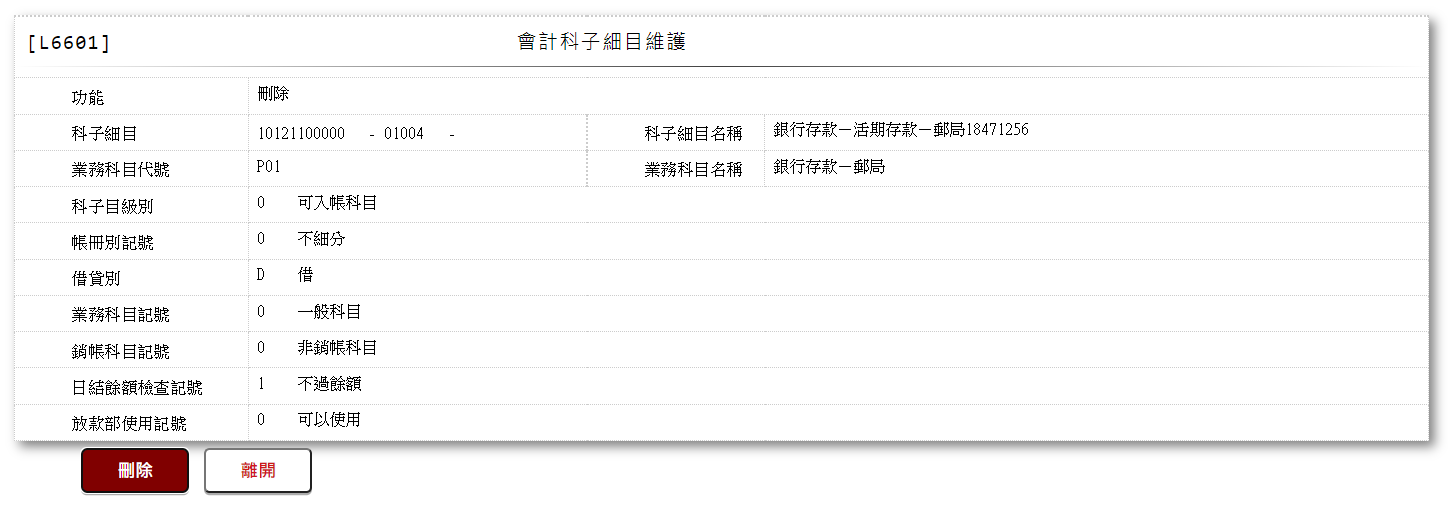 [L6601] 會計科子細目維護
功能 刪除
科子細目 10121100000 - 01004 - 科子細目名稱 銀行存款－活期存款－郵局18471256
業務科目代號 P01 業務科目名稱 銀行存款－郵局
科子目級別 0 可入帳科目
帳冊別記號 0 不細分
借貸別 D 借
業務科目記號 0 一般科目
銷帳科目記號 0 非銷帳科目
日結餘額檢查記號 1 不過餘額
放款部使用記號 0 可以使用
刪除 離開